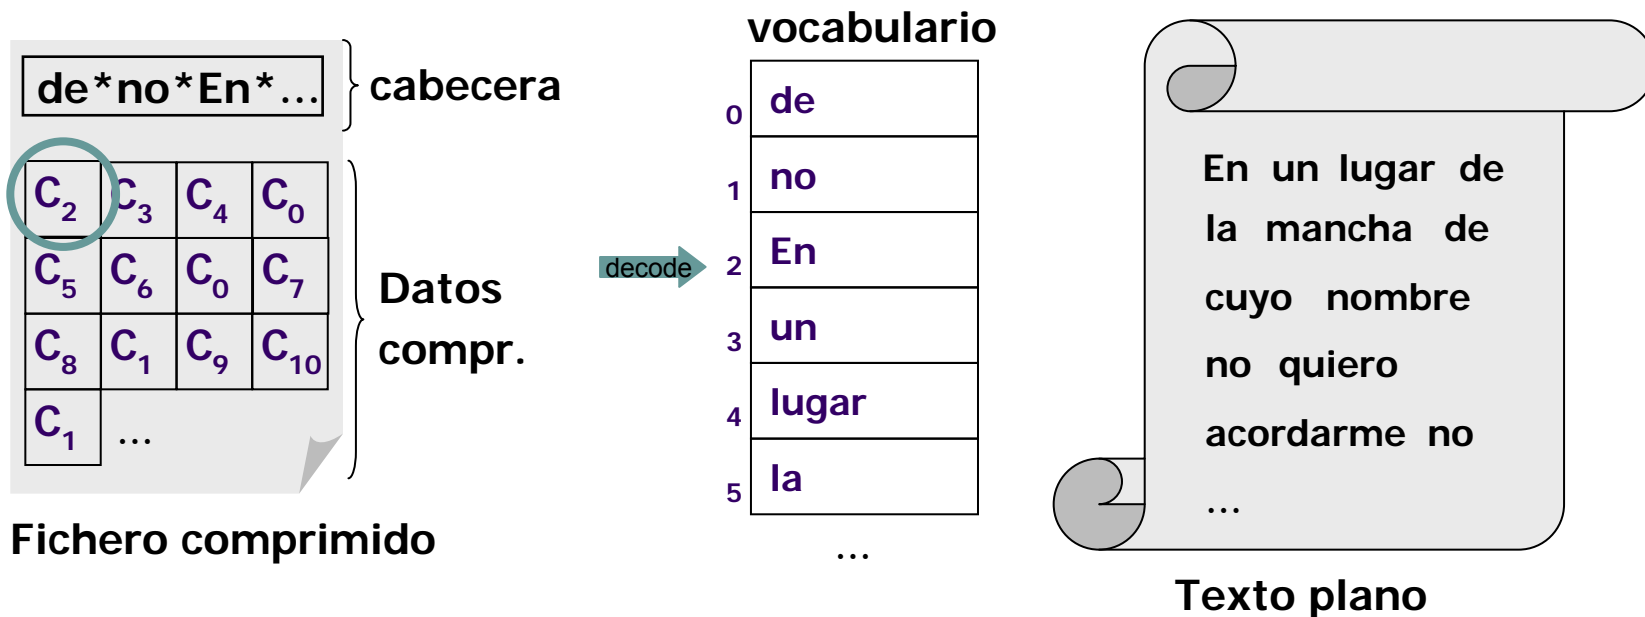 de*no*En*...
cabecera
C2 C3 C4 C0
C5 C6 C0 C7
C8 C1 C9 C10
C1 ...
Datos
compr.
Fichero comprimido
decode
vocabulario
0 de
1 no
2 En
3 un
4 lugar
5 la
...
En un lugar de
la mancha de
cuyo nombre
no quiero
acordarme no
...
Texto plano